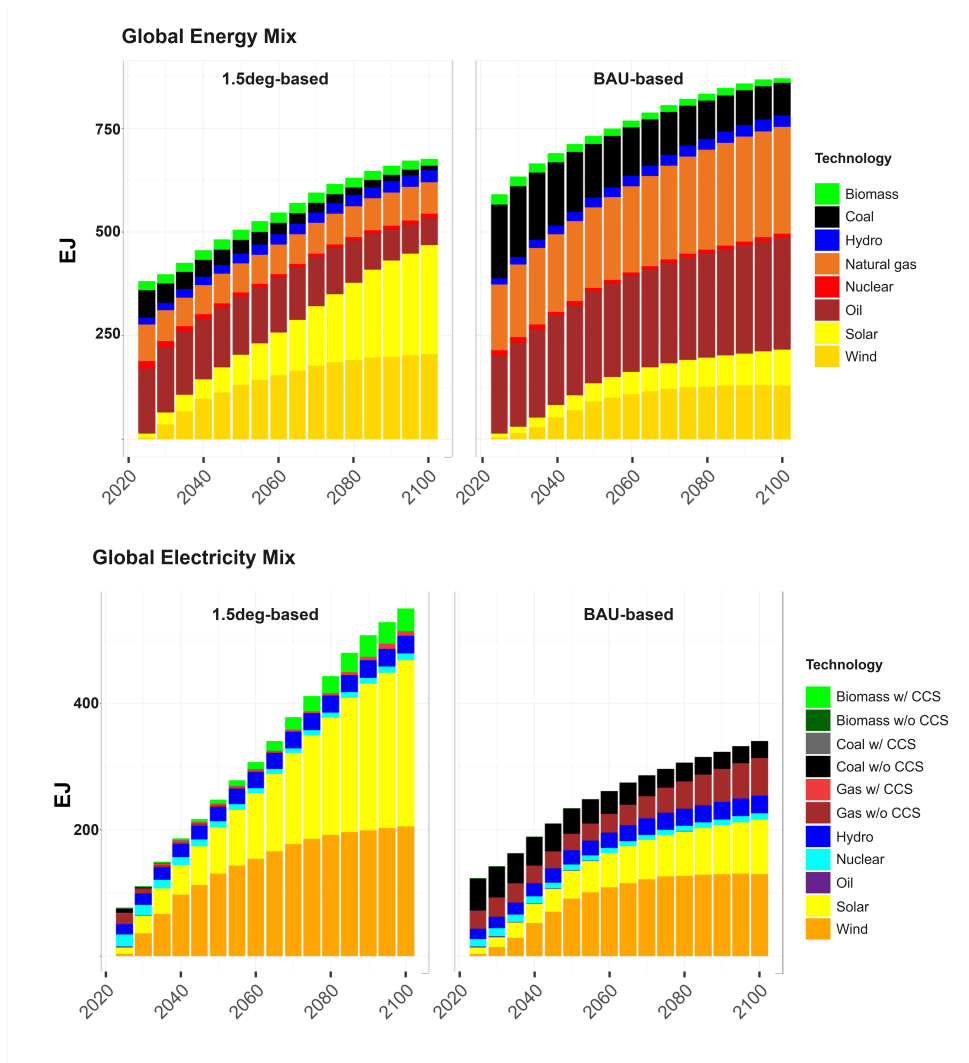 Global Energy Mix
1.5deg-based
BAU-based
750
500
250
EJ
2020 2040 2060 2080 2100
2020 2040 2060 2080 2100
Technology
Biomass
Coal
Hydro
Natural gas
Nuclear
Oil
Solar
Wind
Global Electricity Mix
1.5deg-based
BAU-based
400
200
EJ
2020 2040 2060 2080 2100
2020 2040 2060 2080 2100
Technology
Biomass w/ CCS
Biomass w/o CCS
Coal w/ CCS
Coal w/o CCS
Gas w/ CCS
Gas w/o CCS
Hydro
Nuclear
Oil
Solar
Wind